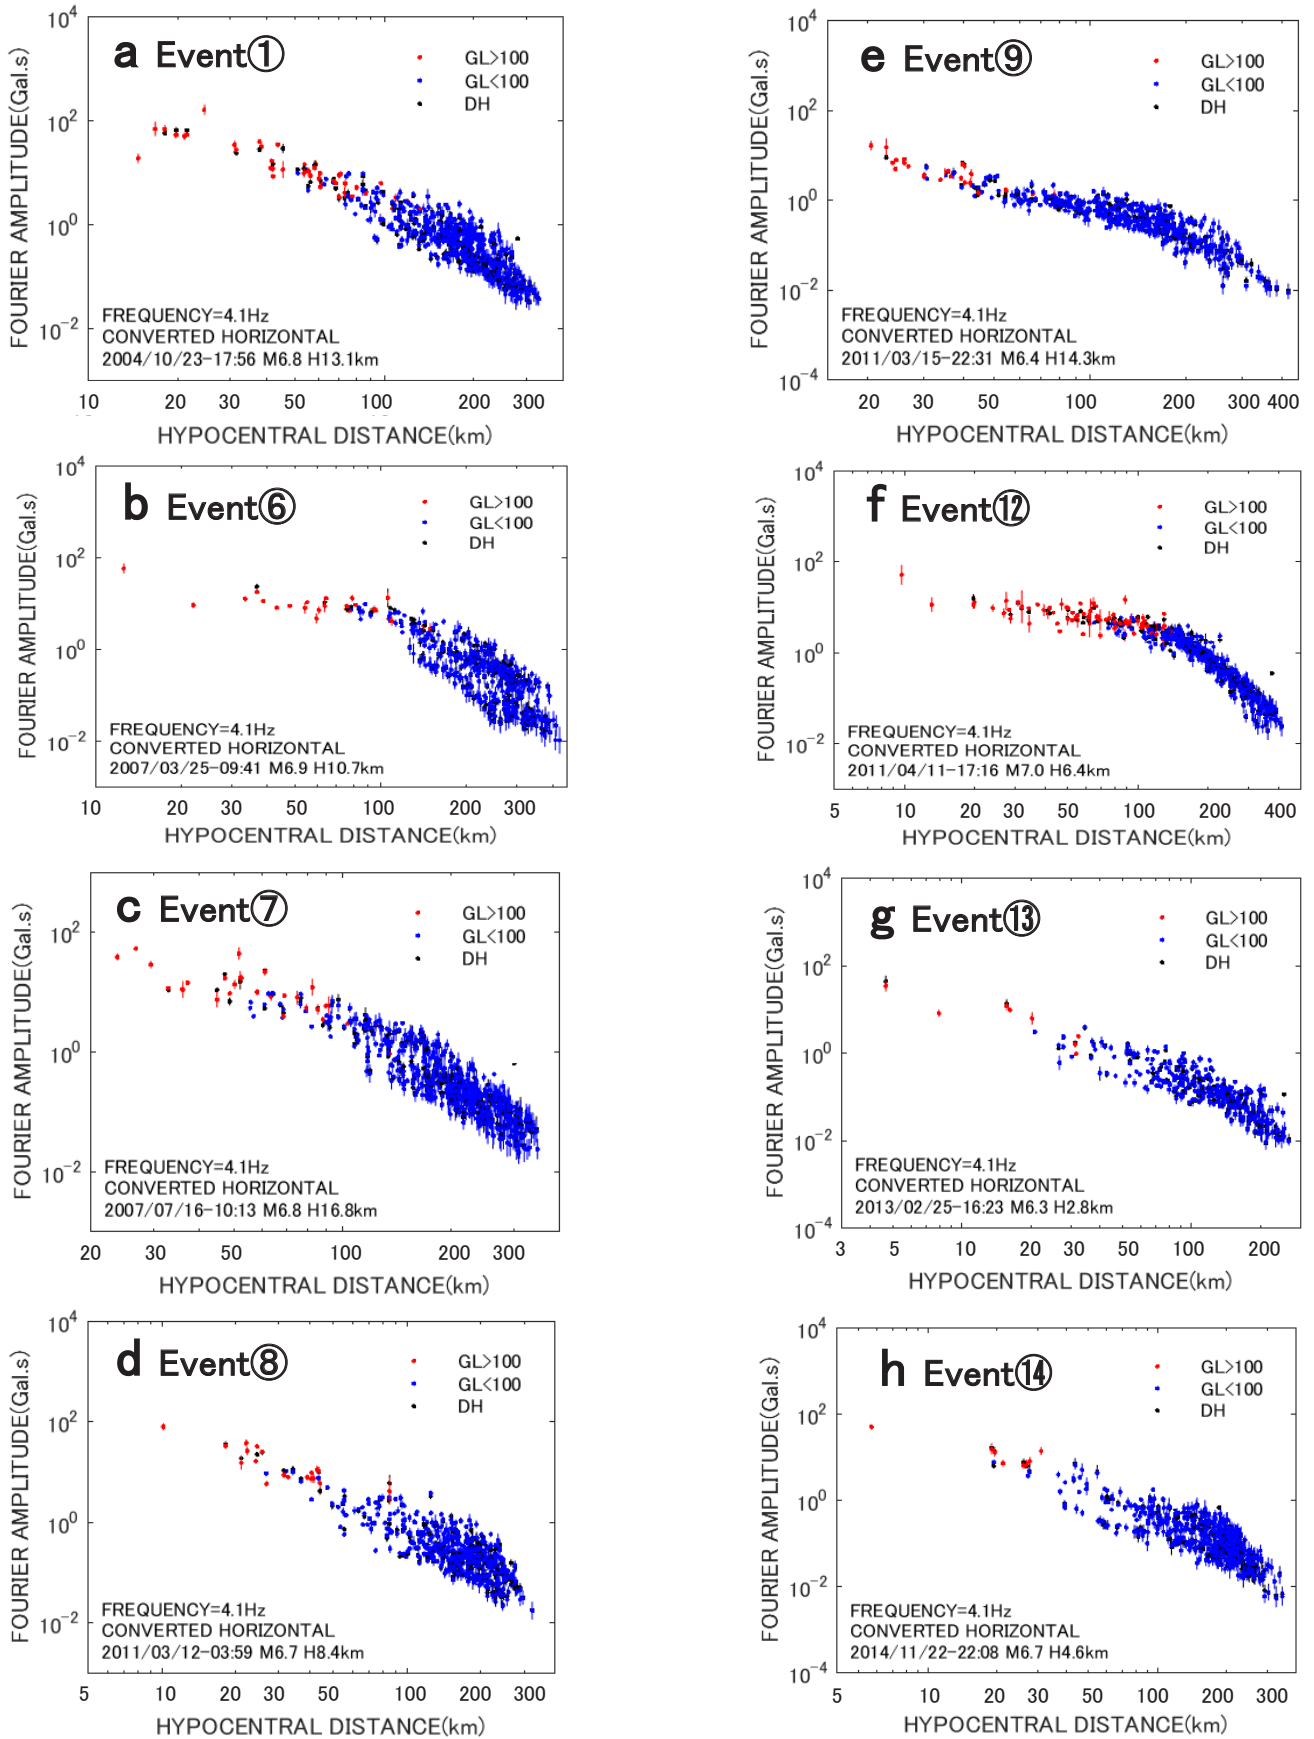 a Event①
GL>100
GL<100
DH
10^4
10^2
10^0
10^-2
FOURIER AMPLITUDE(Gal.s)
FREQUENCY=4.1Hz
CONVERTED HORIZONTAL
2004/10/23-17:56 M6.8 H13.1km
10 20 30 50 100 200 300
HYPOCENTRAL DISTANCE(km)
b Event⑥
GL>100
GL<100
DH
10^4
10^2
10^0
10^-2
FOURIER AMPLITUDE(Gal.s)
FREQUENCY=4.1Hz
CONVERTED HORIZONTAL
2007/03/25-09:41 M6.9 H10.7km
10 20 30 50 100 200 300
HYPOCENTRAL DISTANCE(km)
c Event⑦
GL>100
GL<100
DH
10^2
10^0
10^-2
FOURIER AMPLITUDE(Gal.s)
FREQUENCY=4.1Hz
CONVERTED HORIZONTAL
2007/07/16-10:13 M6.8 H16.8km
20 30 50 100 200 300
HYPOCENTRAL DISTANCE(km)
d Event⑧
GL>100
GL<100
DH
10^4
10^2
10^0
10^-2
FOURIER AMPLITUDE(Gal.s)
FREQUENCY=4.1Hz
CONVERTED HORIZONTAL
2011/03/12-03:59 M6.7 H8.4km
5 10 20 30 50 100 200 300
HYPOCENTRAL DISTANCE(km)
e Event⑨
GL>100
GL<100
DH
10^4
10^2
10^0
10^-2
10^-4
FOURIER AMPLITUDE(Gal.s)
FREQUENCY=4.1Hz
CONVERTED HORIZONTAL
2011/03/15-22:31 M6.4 H14.3km
20 30 50 100 200 300 400
HYPOCENTRAL DISTANCE(km)
f Event⑫
GL>100
GL<100
DH
10^4
10^2
10^0
10^-2
FOURIER AMPLITUDE(Gal.s)
FREQUENCY=4.1Hz
CONVERTED HORIZONTAL
2011/04/11-17:16 M7.0 H6.4km
5 10 20 30 50 100 200 400
HYPOCENTRAL DISTANCE(km)
g Event⑬
GL>100
GL<100
DH
10^4
10^2
10^0
10^-2
10^-4
FOURIER AMPLITUDE(Gal.s)
FREQUENCY=4.1Hz
CONVERTED HORIZONTAL
2013/02/25-16:23 M6.3 H2.8km
3 5 10 20 30 50 100 200
HYPOCENTRAL DISTANCE(km)
h Event⑭
GL>100
GL<100
DH
10^4
10^2
10^0
10^-2
10^-4
FOURIER AMPLITUDE(Gal.s)
FREQUENCY=4.1Hz
CONVERTED HORIZONTAL
2014/11/22-22:08 M6.7 H4.6km
5 10 20 30 50 100 200 300
HYPOCENTRAL DISTANCE(km)